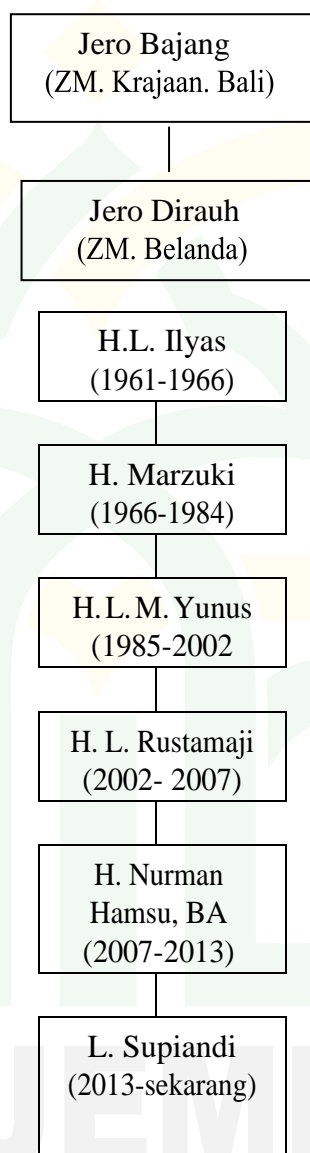 Jero Bajang
(ZM. Krajaan. Bali)
Jero Dirauh
(ZM. Belanda)
H.L. Ilyas
(1961-1966)
H. Marzuki
(1966-1984)
H. L. M. Yunus
(1985-2002
H. L. Rustamaji
(2002- 2007)
H. Nurman
Hamsu, BA
(2007-2013)
L. Supiandi
(2013-sekarang)